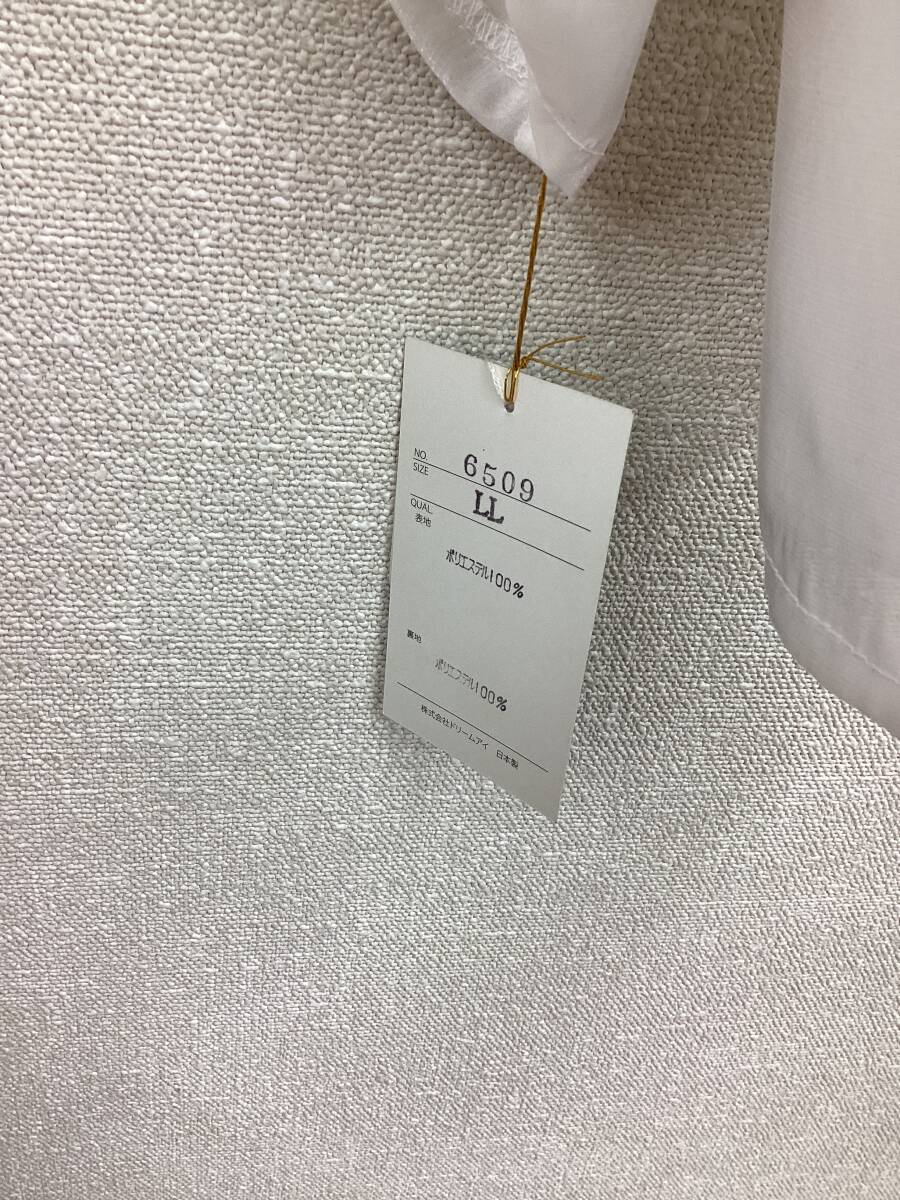 NO. 6509
SIZE LL
QUAL.
表地
ポリエステル100%
裏地
ポリエステル100%
株式会社ドリームアイ 日本製